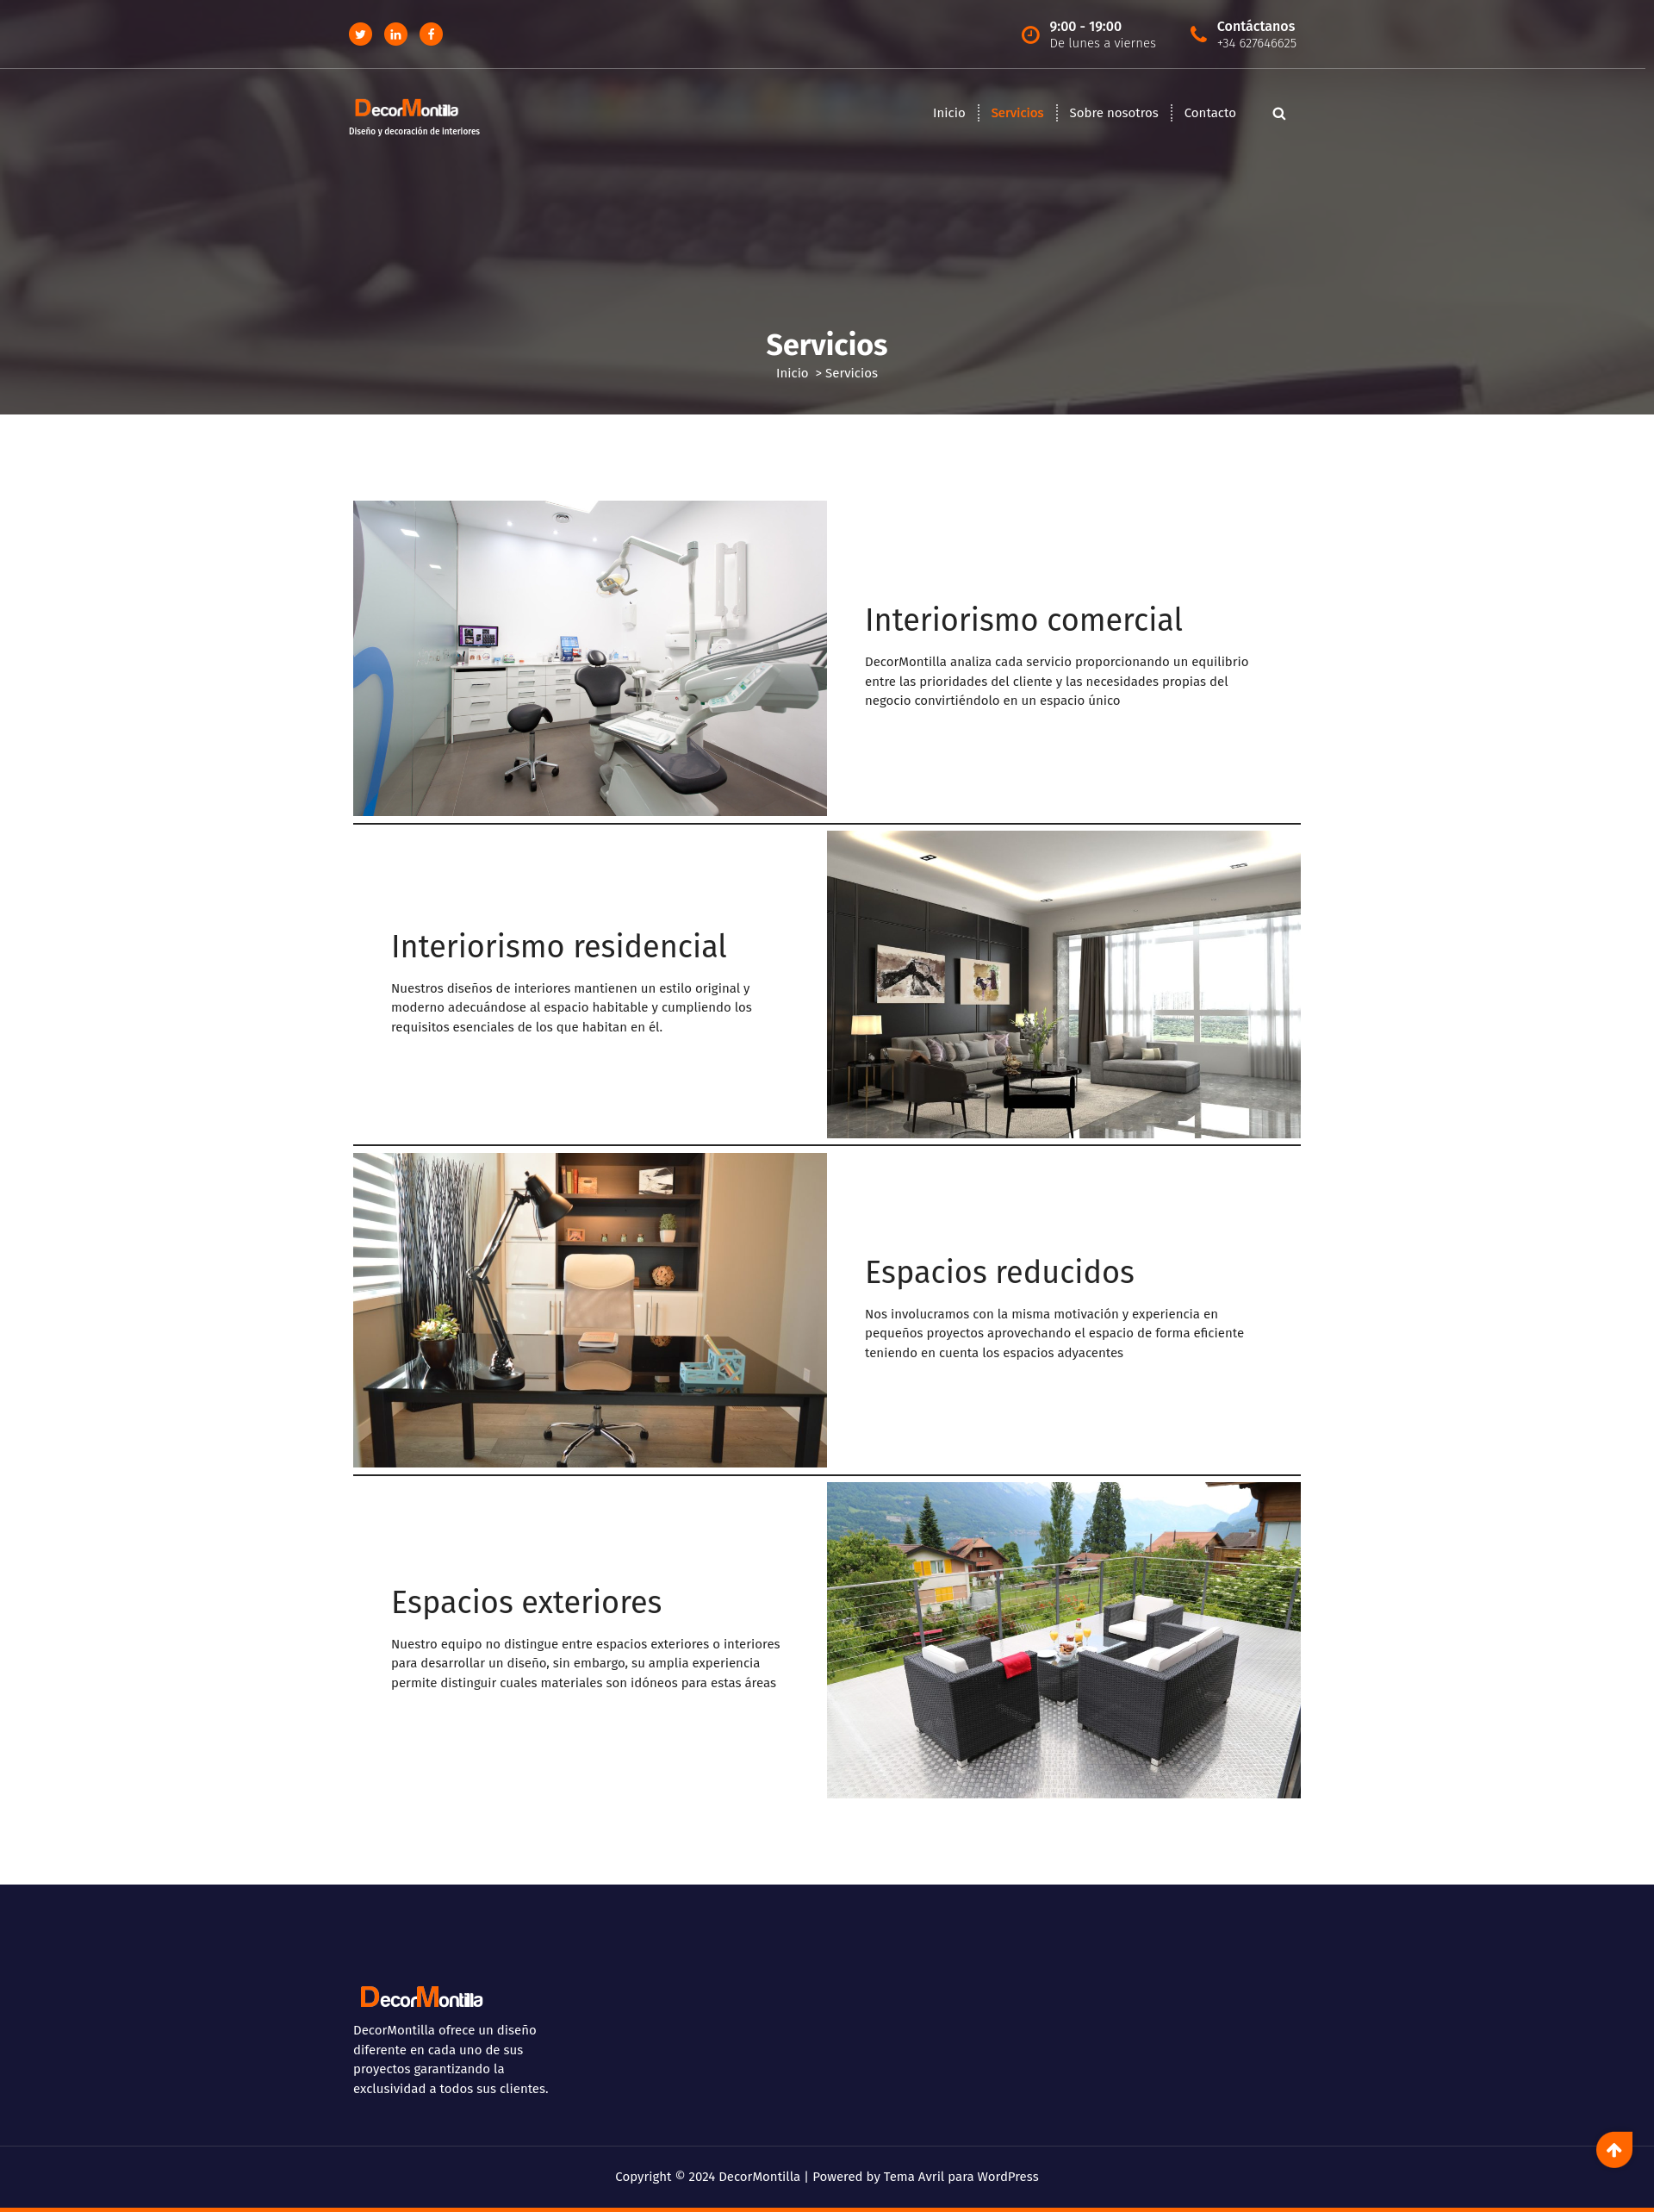 9:00 - 19:00
De lunes a viernes
Contáctanos
+34 627646625
DecorMontilla
Diseño y decoración de interiores
Inicio
Servicios
Sobre nosotros
Contacto
Servicios
Inicio > Servicios
Interiorismo comercial
DecorMontilla analiza cada servicio proporcionando un equilibrio
entre las prioridades del cliente y las necesidades propias del
negocio convirtiéndolo en un espacio único
Interiorismo residencial
Nuestros diseños de interiores mantienen un estilo original y
moderno adecuándose al espacio habitable y cumpliendo los
requisitos esenciales de los que habitan en él.
Espacios reducidos
Nos involucramos con la misma motivación y experiencia en
pequeños proyectos aprovechando el espacio de forma eficiente
teniendo en cuenta los espacios adyacentes
Espacios exteriores
Nuestro equipo no distingue entre espacios exteriores o interiores
para desarrollar un diseño, sin embargo, su amplia experiencia
permite distinguir cuales materiales son idóneos para estas áreas
DecorMontilla
DecorMontilla ofrece un diseño
diferente en cada uno de sus
proyectos garantizando la
exclusividad a todos sus clientes.
Copyright © 2024 DecorMontilla | Powered by Tema Avril para WordPress